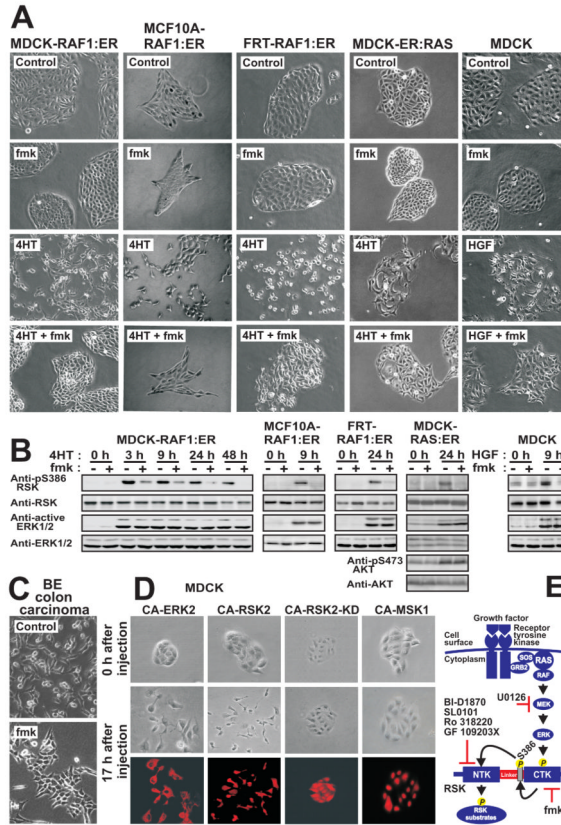 A
MDCK-RAF1:ER
MCF10A-
RAF1:ER
FRT-RAF1:ER
MDCK-ER:RAS
MDCK
Control
Control
Control
Control
Control
fmk
fmk
fmk
fmk
fmk
4HT
4HT
4HT
4HT
HGF
4HT + fmk
4HT + fmk
4HT + fmk
4HT + fmk
HGF + fmk
B
MDCK-RAF1:ER
MCF10A-
RAF1:ER
FRT-
RAF1:ER
MDCK-
RAS:ER
MDCK
4HT : 0 h 3 h 9 h 24 h 48 h 0 h 9 h 0 h 24 h 0 h 24 h HGF : 0 h 9 h
fmk : - + - + - + - + - + - + - + - + - + - + - + fmk : - + - +
Anti-pS386
RSK
Anti-RSK
Anti-active
ERK1/2
Anti-ERK1/2
Anti-pS473
AKT
Anti-AKT
C
BE
colon
carcinoma
Control
fmk
D
MDCK
CA-ERK2
CA-RSK2
CA-RSK2-KD
CA-MSK1
0 h after
injection
17 h after
injection
E
Growth factor
Cell
surface
Receptor
tyrosine
kinase
Cytoplasm
SOS
GRB2
RAS
RAF
U0126
MEK
BI-D1870
SL0101
Ro 318220
GF 109203X
ERK
S386
P
P
NTK
Linker
CTK
RSK
P
fmk
RSK
substrates